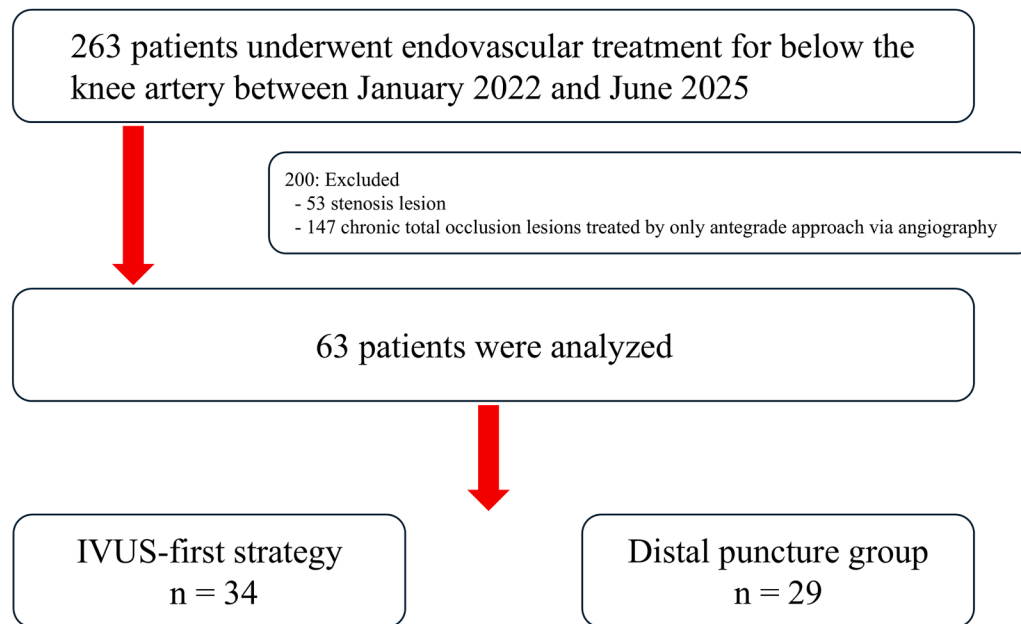 263 patients underwent endovascular treatment for below the
knee artery between January 2022 and June 2025
200: Excluded
- 53 stenosis lesion
- 147 chronic total occlusion lesions treated by only antegrade approach via angiography
63 patients were analyzed
IVUS-first strategy
n = 34
Distal puncture group
n = 29